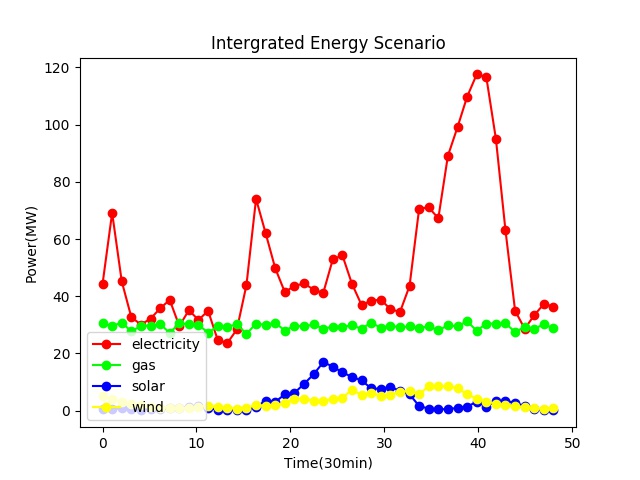 Intergrated Energy Scenario
Power(MW)
120
100
80
60
40
20
0
electricity
gas
solar
wind
0 10 20 30 40 50
Time(30min)